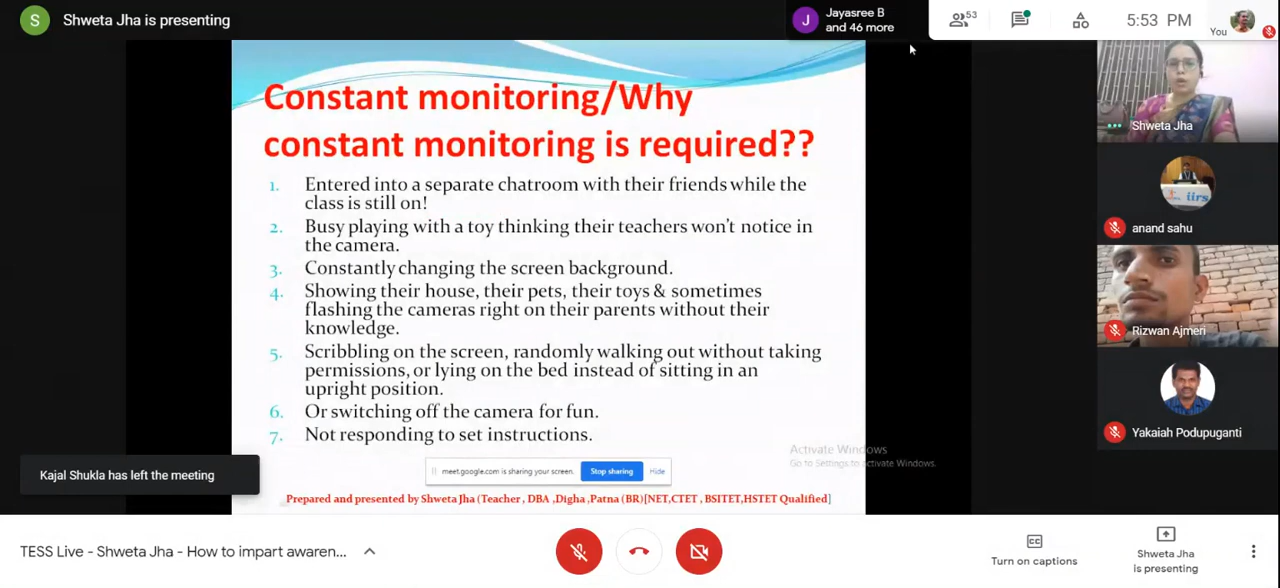 S
Shweta Jha is presenting
J
Jayasree B
and 46 more
53
5:53 PM
You
Constant monitoring/Why
constant monitoring is required??
1. Entered into a separate chatroom with their friends while the
class is still on!
2. Busy playing with a toy thinking their teachers won't notice in
the camera.
3. Constantly changing the screen background.
4. Showing their house, their pets, their toys & sometimes
flashing the cameras right on their parents without their
knowledge.
5. Scribbling on the screen, randomly walking out without taking
permissions, or lying on the bed instead of sitting in an
upright position.
6. Or switching off the camera for fun.
7. Not responding to set instructions.
Activate Windows
Go to Settings to activate Windows.
meet.google.com is sharing your screen.
Stop sharing
Hide
Prepared and presented by Shweta Jha (Teacher , DBA ,Digha ,Patna (BR)[NET,CTET , BSITET,HSTET Qualified]
Shweta Jha
iirs
anand sahu
Rizwan Ajmeri
Yakaiah Podupuganti
Kajal Shukla has left the meeting
TESS Live - Shweta Jha - How to impart awaren...
CC
Turn on captions
Shweta Jha
is presenting